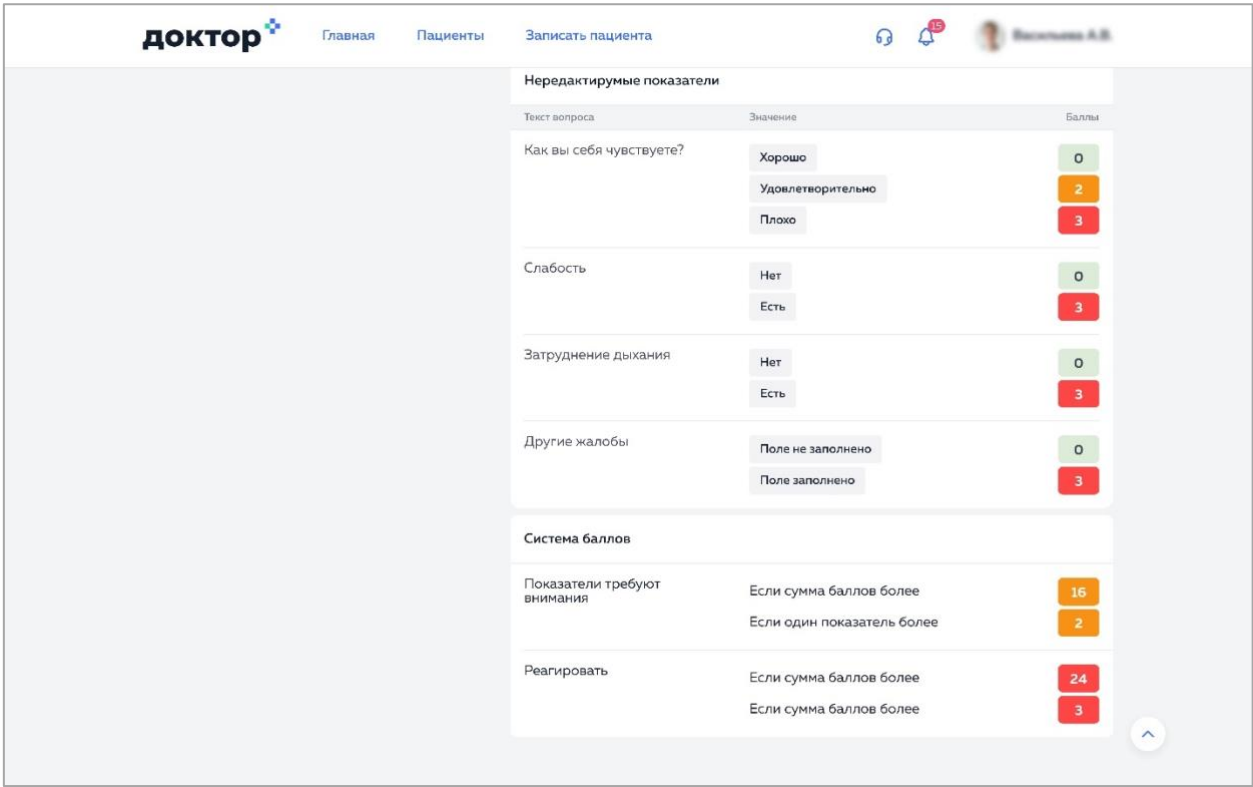 доктор
Главная
Пациенты
Записать пациента
15
Нередактирумые показатели
Текст вопроса
Значение
Баллы
Как вы себя чувствуете?
Хорошо
0
Удовлетворительно
2
Плохо
3
Слабость
Нет
0
Есть
3
Затруднение дыхания
Нет
0
Есть
3
Другие жалобы
Поле не заполнено
0
Поле заполнено
3
Система баллов
Показатели требуют
внимания
Если сумма баллов более
16
Если один показатель более
2
Реагировать
Если сумма баллов более
24
Если сумма баллов более
3